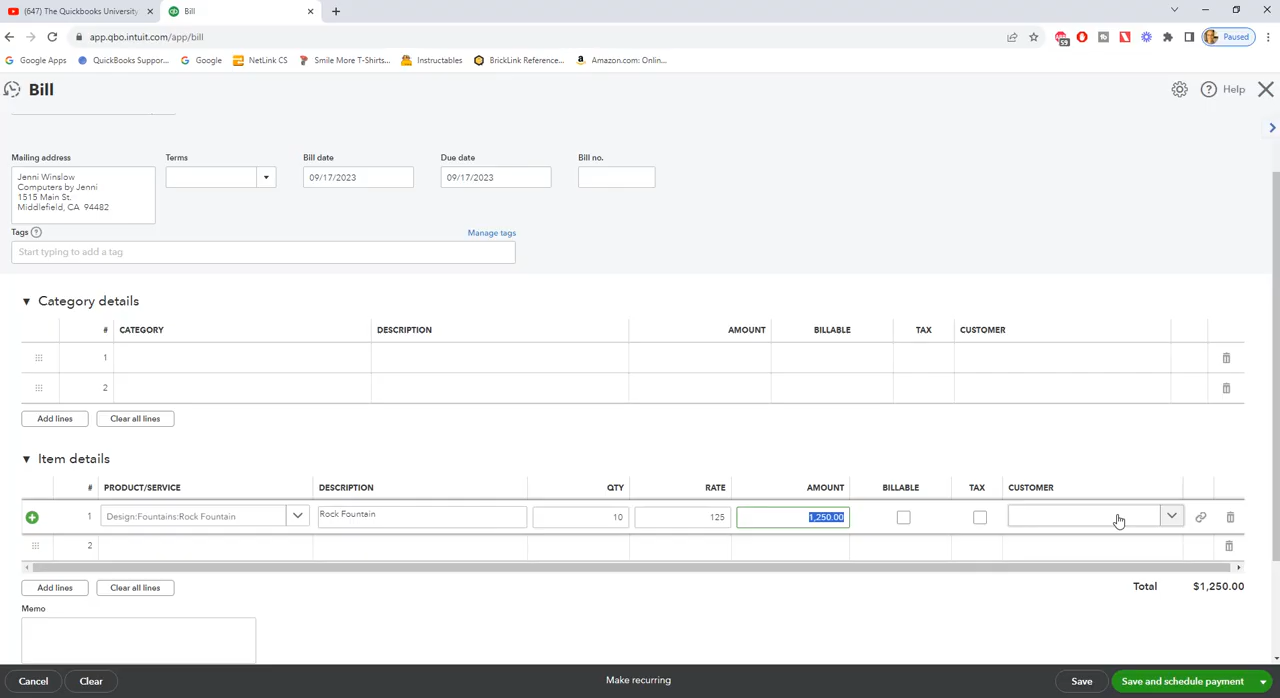 (647) The Quickbooks University
Bill
app.qbo.intuit.com/app/bill
59
Paused
Google Apps
QuickBooks Suppor...
Google
NetLink CS
Smile More T-Shirts...
Instructables
BrickLink Reference...
Amazon.com: Onlin...
Bill
Help
Mailing address
Terms
Bill date
Due date
Bill no.
Jenni Winslow
Computers by Jenni
1515 Main St.
Middlefield, CA 94482
09/17/2023
09/17/2023
Tags
Manage tags
Start typing to add a tag
Category details
# CATEGORY DESCRIPTION AMOUNT BILLABLE TAX CUSTOMER
1
2
Add lines
Clear all lines
Item details
# PRODUCT/SERVICE DESCRIPTION QTY RATE AMOUNT BILLABLE TAX CUSTOMER
1 Design:Fountains:Rock Fountain Rock Fountain 10 125 1,250.00
2
Add lines
Clear all lines
Total $1,250.00
Memo
Cancel
Clear
Make recurring
Save
Save and schedule payment